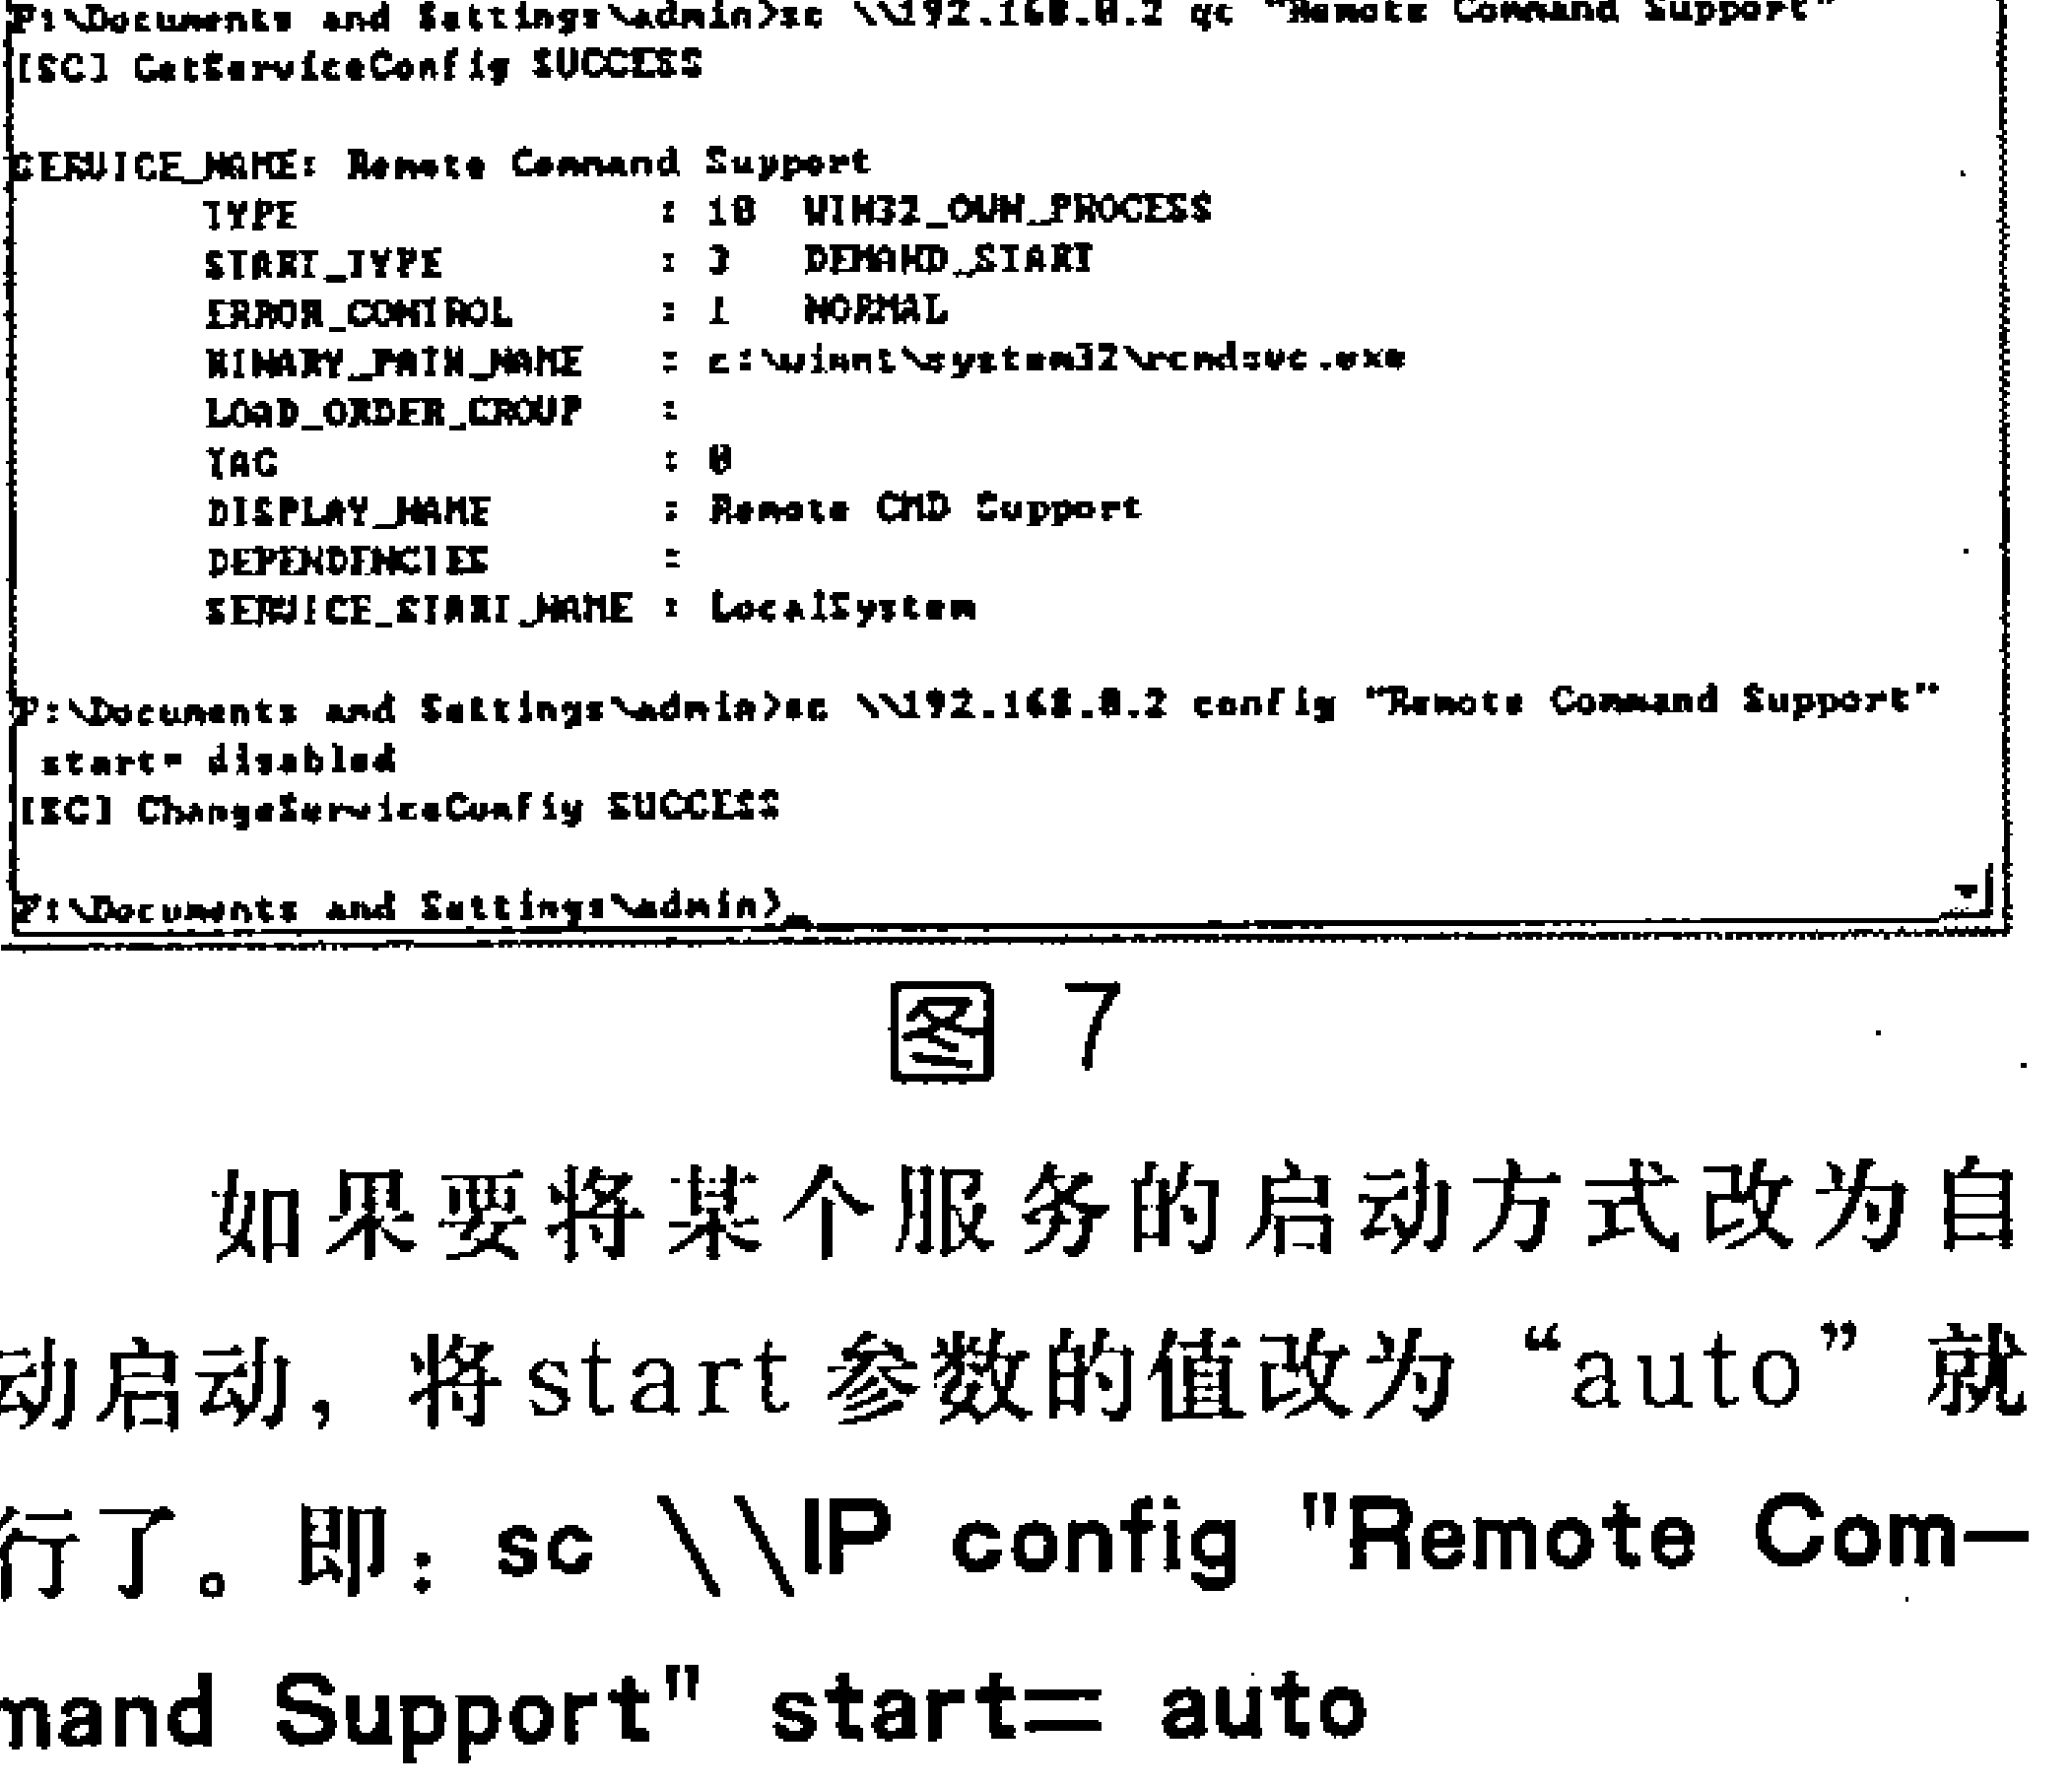 F:\Documents and Settings\admin>sc \\192.168.0.2 qc "Remote Command Support"
[SC] GetServiceConfig SUCCESS
SERVICE_NAME: Remote Command Support
TYPE : 10 WIN32_OWN_PROCESS
START_TYPE : 3 DEMAND_START
ERROR_CONTROL : 1 NORMAL
BINARY_PATH_NAME : c:\winnt\system32\rcmdsvc.exe
LOAD_ORDER_GROUP :
TAG : 0
DISPLAY_NAME : Remote CMD Support
DEPENDENCIES :
SERVICE_START_NAME : LocalSystem
F:\Documents and Settings\admin>sc \\192.168.0.2 config "Remote Command Support"
start= disabled
[SC] ChangeServiceConfig SUCCESS
F:\Documents and Settings\admin>_
图 7
如果要将某个服务的启动方式改为自
动启动，将start参数的值改为“auto”就
行了。即：sc \\IP config "Remote Com-
mand Support" start= auto